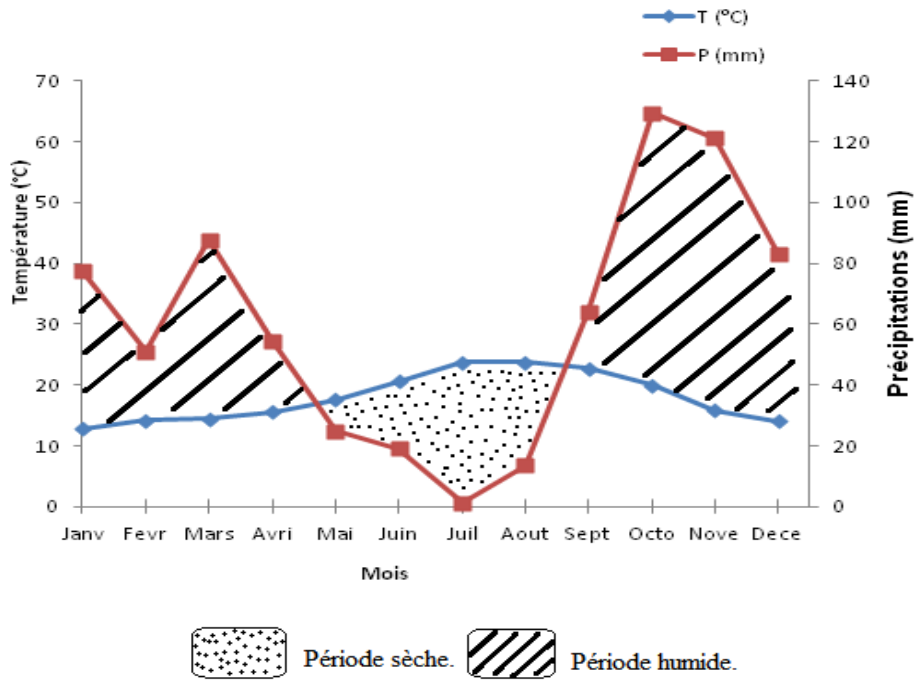 T (°C)
P (mm)
70
60
50
40
30
20
10
0
Température (°C)
140
120
100
80
60
40
20
0
Précipitations (mm)
Janv Fevr Mars Avri Mai Juin Juil Aout Sept Octo Nove Dece
Mois
Période sèche. Période humide.